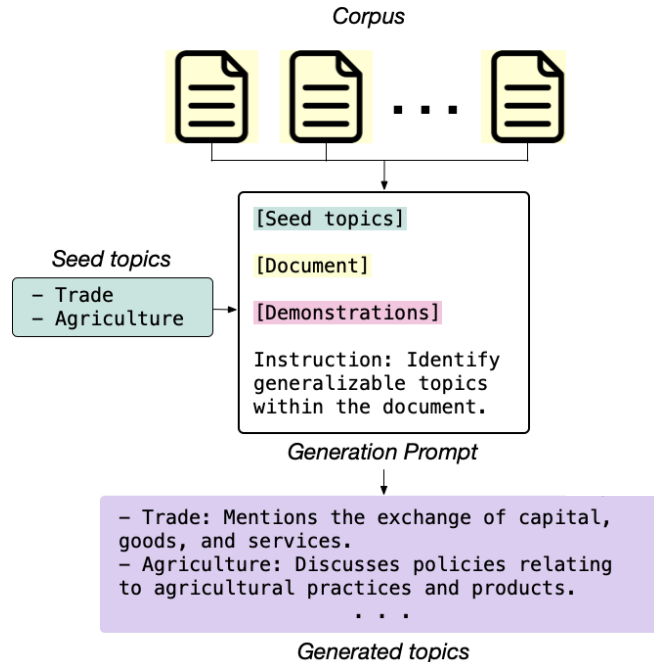 Corpus
. . .
[Seed topics]
[Document]
[Demonstrations]
Instruction: Identify
generalizable topics
within the document.
Seed topics
- Trade
- Agriculture
Generation Prompt
- Trade: Mentions the exchange of capital,
goods, and services.
- Agriculture: Discusses policies relating
to agricultural practices and products.
. . .
Generated topics